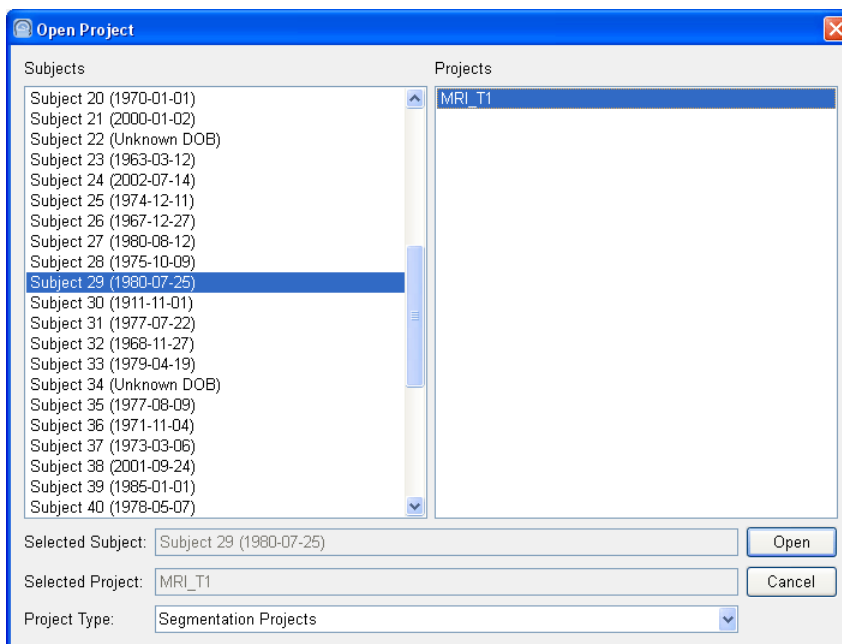 Open Project
Subjects
Projects
Subject 20 (1970-01-01)
Subject 21 (2000-01-02)
Subject 22 (Unknown DOB)
Subject 23 (1963-03-12)
Subject 24 (2002-07-14)
Subject 25 (1974-12-11)
Subject 26 (1967-12-27)
Subject 27 (1980-08-12)
Subject 28 (1975-10-09)
Subject 29 (1980-07-25)
Subject 30 (1911-11-01)
Subject 31 (1977-07-22)
Subject 32 (1968-11-27)
Subject 33 (1979-04-19)
Subject 34 (Unknown DOB)
Subject 35 (1977-08-09)
Subject 36 (1971-11-04)
Subject 37 (1973-03-06)
Subject 38 (2001-09-24)
Subject 39 (1985-01-01)
Subject 40 (1978-05-07)
MRI_T1
Selected Subject: Subject 29 (1980-07-25) Open
Selected Project: MRI_T1 Cancel
Project Type: Segmentation Projects